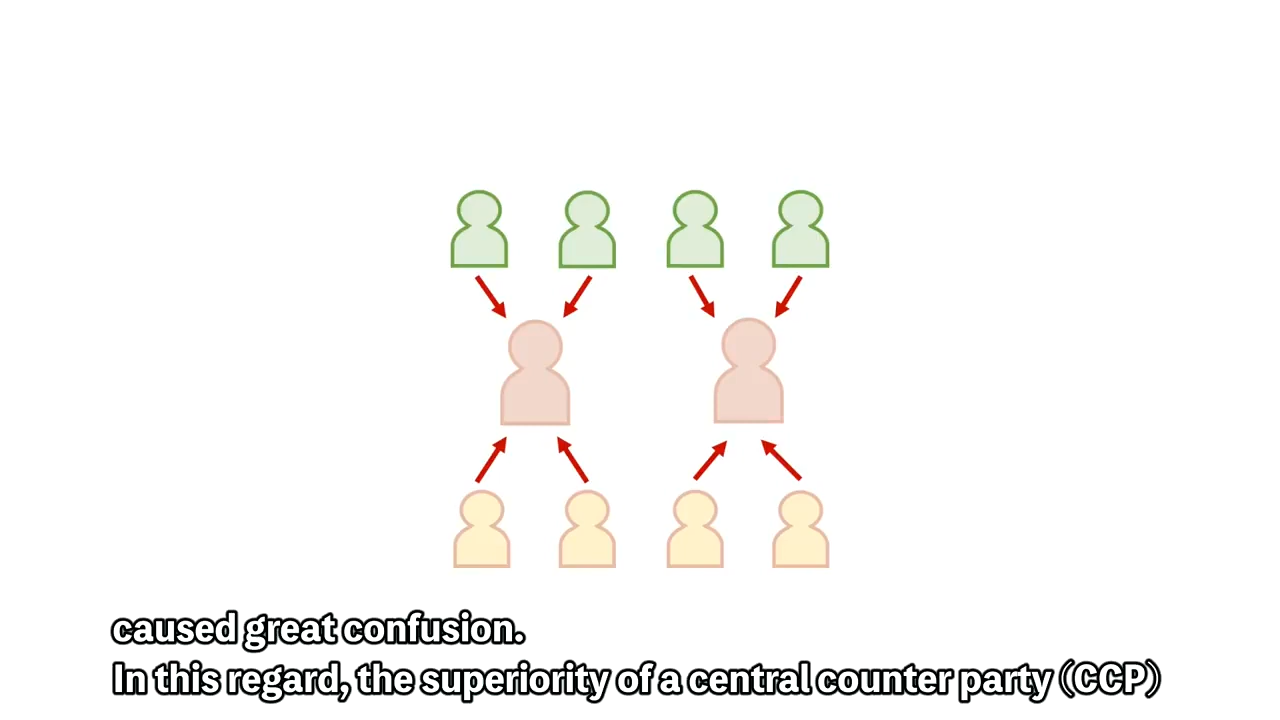 caused great confusion.
In this regard, the superiority of a central counter party（CCP）